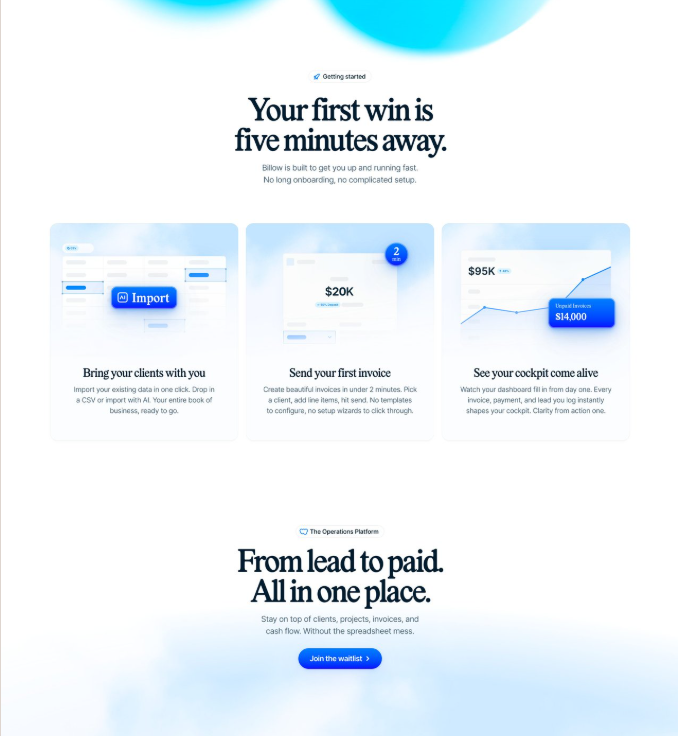 Getting started
Your first win is
five minutes away.
Billow is built to get you up and running fast.
No long onboarding, no complicated setup.
AI Import
2
$20K
$95K
Unpaid Invoices
$14,000
Bring your clients with you
Import your existing data in one click. Drop in
a CSV or import with AI. Your entire book of
business, ready to go.
Send your first invoice
Create beautiful invoices in under 2 minutes. Pick
a client, add line items, hit send. No templates
to configure, no setup wizards to click through.
See your cockpit come alive
Watch your dashboard fill in from day one. Every
invoice, payment, and lead you log instantly
shapes your cockpit. Clarity from action one.
The Operations Platform
From lead to paid.
All in one place.
Stay on top of clients, projects, invoices, and
cash flow. Without the spreadsheet mess.
Join the waitlist